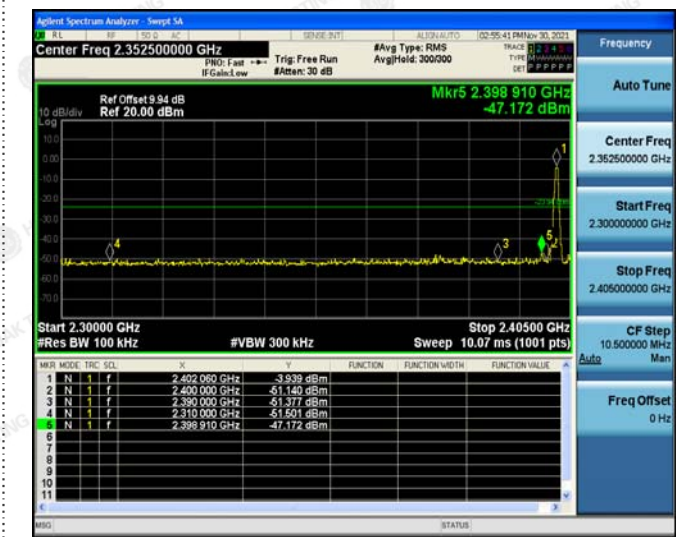 Agilent Spectrum Analyzer - Swept SA
RL RF 50 Ω AC SENSE:INT ALIGN AUTO 02:55:41 PM Nov 30, 2021
Center Freq 2.352500000 GHz
PNO: Fast
IFGain:Low
Trig: Free Run
#Atten: 30 dB
#Avg Type: RMS
Avg|Hold: 300/300
TRACE 1 2 3 4 5 6
TYPE
DET P P P P P P
Ref Offset 9.94 dB
Ref 20.00 dBm
10 dB/div
Log
Mkr5 2.398 910 GHz
-47.172 dBm
10.0
0.00
-10.0
-20.0
-30.0
-40.0
-50.0
-60.0
-70.0
1
2
3
4
5
Start 2.30000 GHz
Stop 2.40500 GHz
#Res BW 100 kHz
#VBW 300 kHz
Sweep 10.07 ms (1001 pts)
MKR MODE TRC SCL X Y FUNCTION FUNCTION WIDTH FUNCTION VALUE
1 N 1 f 2.402 060 GHz -3.939 dBm
2 N 1 f 2.400 000 GHz -51.140 dBm
3 N 1 f 2.390 000 GHz -51.377 dBm
4 N 1 f 2.310 000 GHz -51.501 dBm
5 N 1 f 2.398 910 GHz -47.172 dBm
6
7
8
9
10
11
MSG
STATUS
Frequency
Auto Tune
Center Freq
2.352500000 GHz
Start Freq
2.300000000 GHz
Stop Freq
2.405000000 GHz
CF Step
10.500000 MHz
Auto Man
Freq Offset
0 Hz